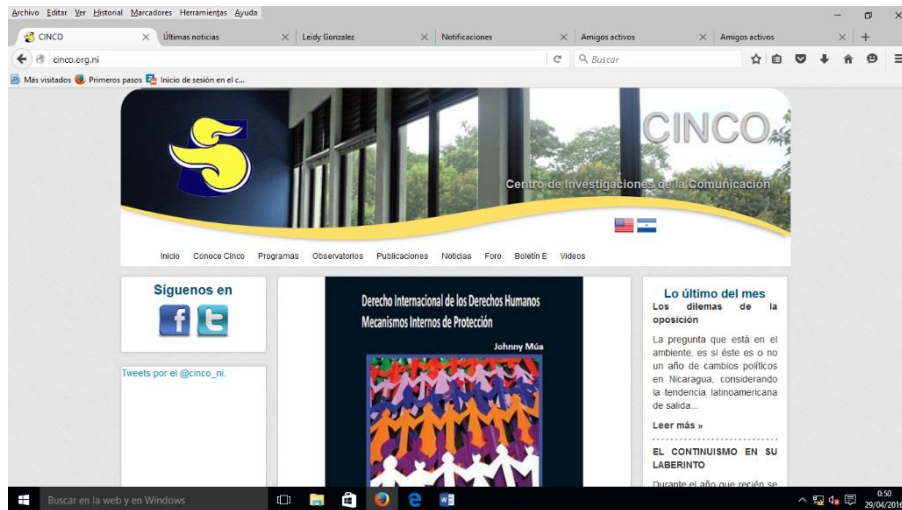 Archivo Editar Ver Historial Marcadores Herramientas Ayuda
CINCO
Últimas noticias
Leidy Gonzalez
Notificaciones
Amigos activos
Amigos activos
cinco.org.ni
Buscar
Más visitados Primeros pasos Inicio de sesión en el c...
CINCO
Centro de Investigaciones de la Comunicación
Inicio Conoce Cinco Programas Observatorios Publicaciones Noticias Foro Boletín E Videos
Síguenos en
Tweets por el @cinco_ni.
Derecho Internacional de los Derechos Humanos
Mecanismos Internos de Protección
Johnny Múa
Lo último del mes
Los dilemas de la
oposición
La pregunta que está en el
ambiente, es si éste es o no
un año de cambios políticos
en Nicaragua, considerando
la tendencia latinoamericana
de salida...
Leer más »
EL CONTINUISMO EN SU
LABERINTO
Durante el año que recién se
Buscar en la web y en Windows
0:50
29/04/2016